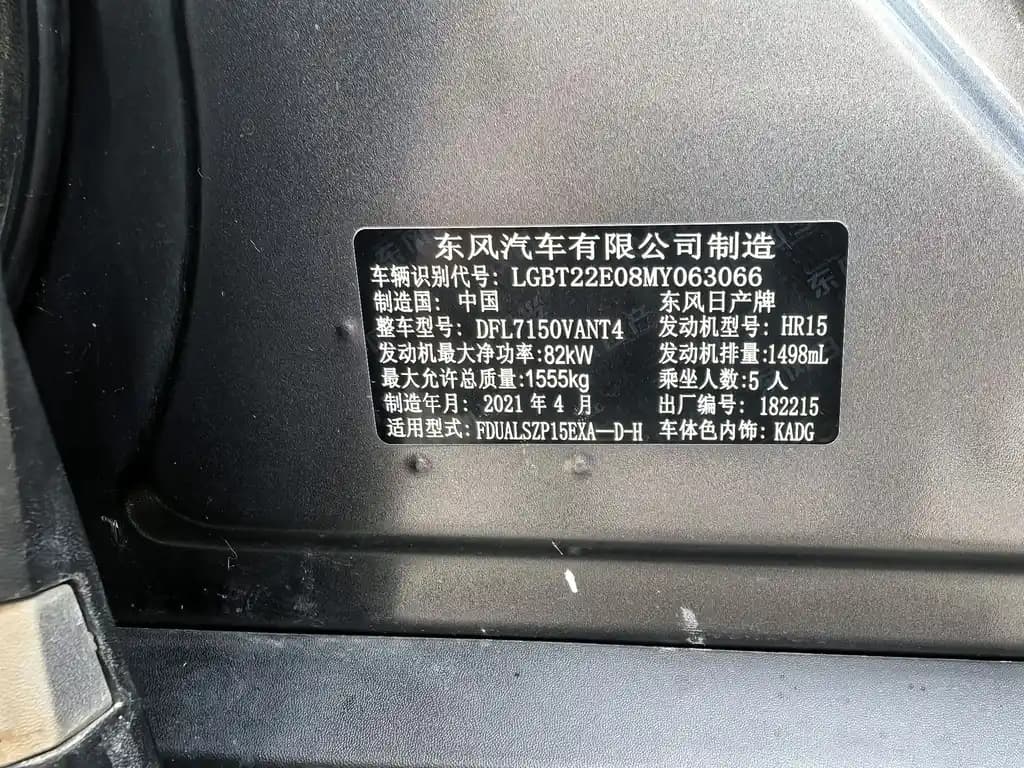 东风汽车有限公司制造
车辆识别代号: LGBT22E08MY063066
制造国: 中国 东风日产牌
整车型号: DFL7150VANT4 发动机型号: HR15
发动机最大净功率:82kW 发动机排量:1498mL
最大允许总质量:1555kg 乘坐人数:5 人
制造年月: 2021 年 4 月 出厂编号: 182215
适用型式: FDUALSZP15EXA—D-H 车体色内饰: KADG